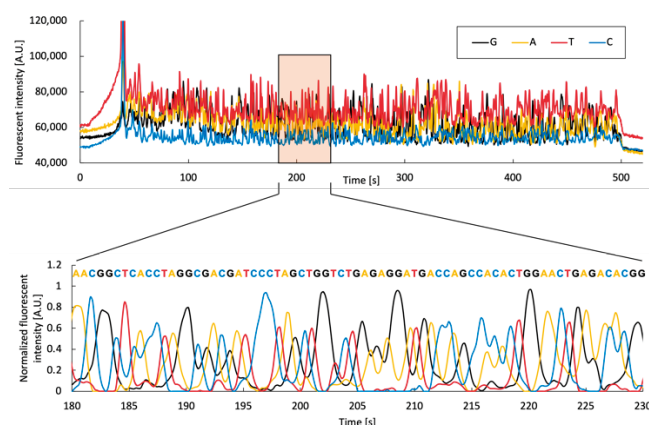 Fluorescent intensity [A.U.]
120,000
100,000
80,000
60,000
40,000
G A T C
0 100 200 300 400 500
Time [s]
AACGGCTCACCTAGGCGACGATCCCTAGCTGGTCTGAGAGGATGACCAGCCACACTGGAACTGAGACACGG
Normalized fluorescent
intensity [A.U.]
1.2
1
0.8
0.6
0.4
0.2
0
180 185 190 195 200 205 210 215 220 225 230
Time [s]